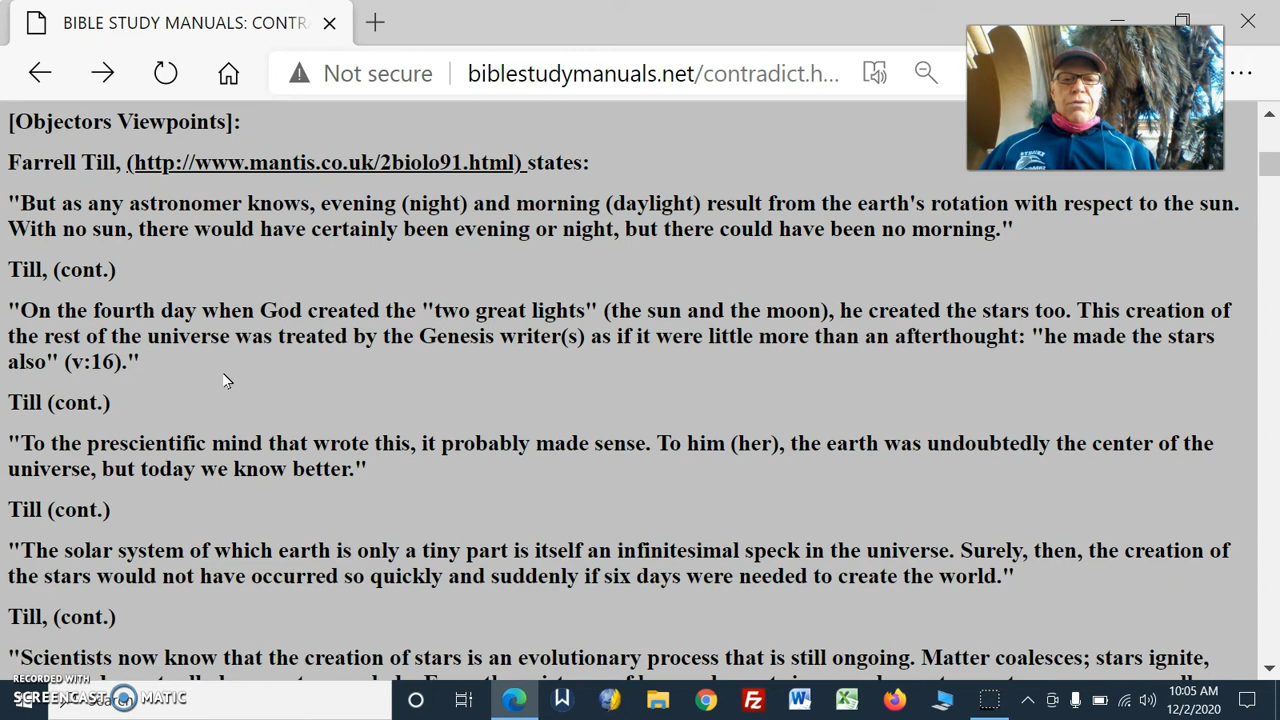 BIBLE STUDY MANUALS: CONTRA
Not secure
biblestudymanuals.net/contradict.h...
[Objectors Viewpoints]:
Farrell Till, (http://www.mantis.co.uk/2biolo91.html) states:
"But as any astronomer knows, evening (night) and morning (daylight) result from the earth's rotation with respect to the sun.
With no sun, there would have certainly been evening or night, but there could have been no morning."
Till, (cont.)
"On the fourth day when God created the "two great lights" (the sun and the moon), he created the stars too. This creation of
the rest of the universe was treated by the Genesis writer(s) as if it were little more than an afterthought: "he made the stars
also" (v:16)."
Till (cont.)
"To the prescientific mind that wrote this, it probably made sense. To him (her), the earth was undoubtedly the center of the
universe, but today we know better."
Till (cont.)
"The solar system of which earth is only a tiny part is itself an infinitesimal speck in the universe. Surely, then, the creation of
the stars would not have occurred so quickly and suddenly if six days were needed to create the world."
Till, (cont.)
"Scientists now know that the creation of stars is an evolutionary process that is still ongoing. Matter coalesces; stars ignite,
RECORDED WITH
SCREENCAST-O-MATIC
Search
10:05 AM
12/2/2020